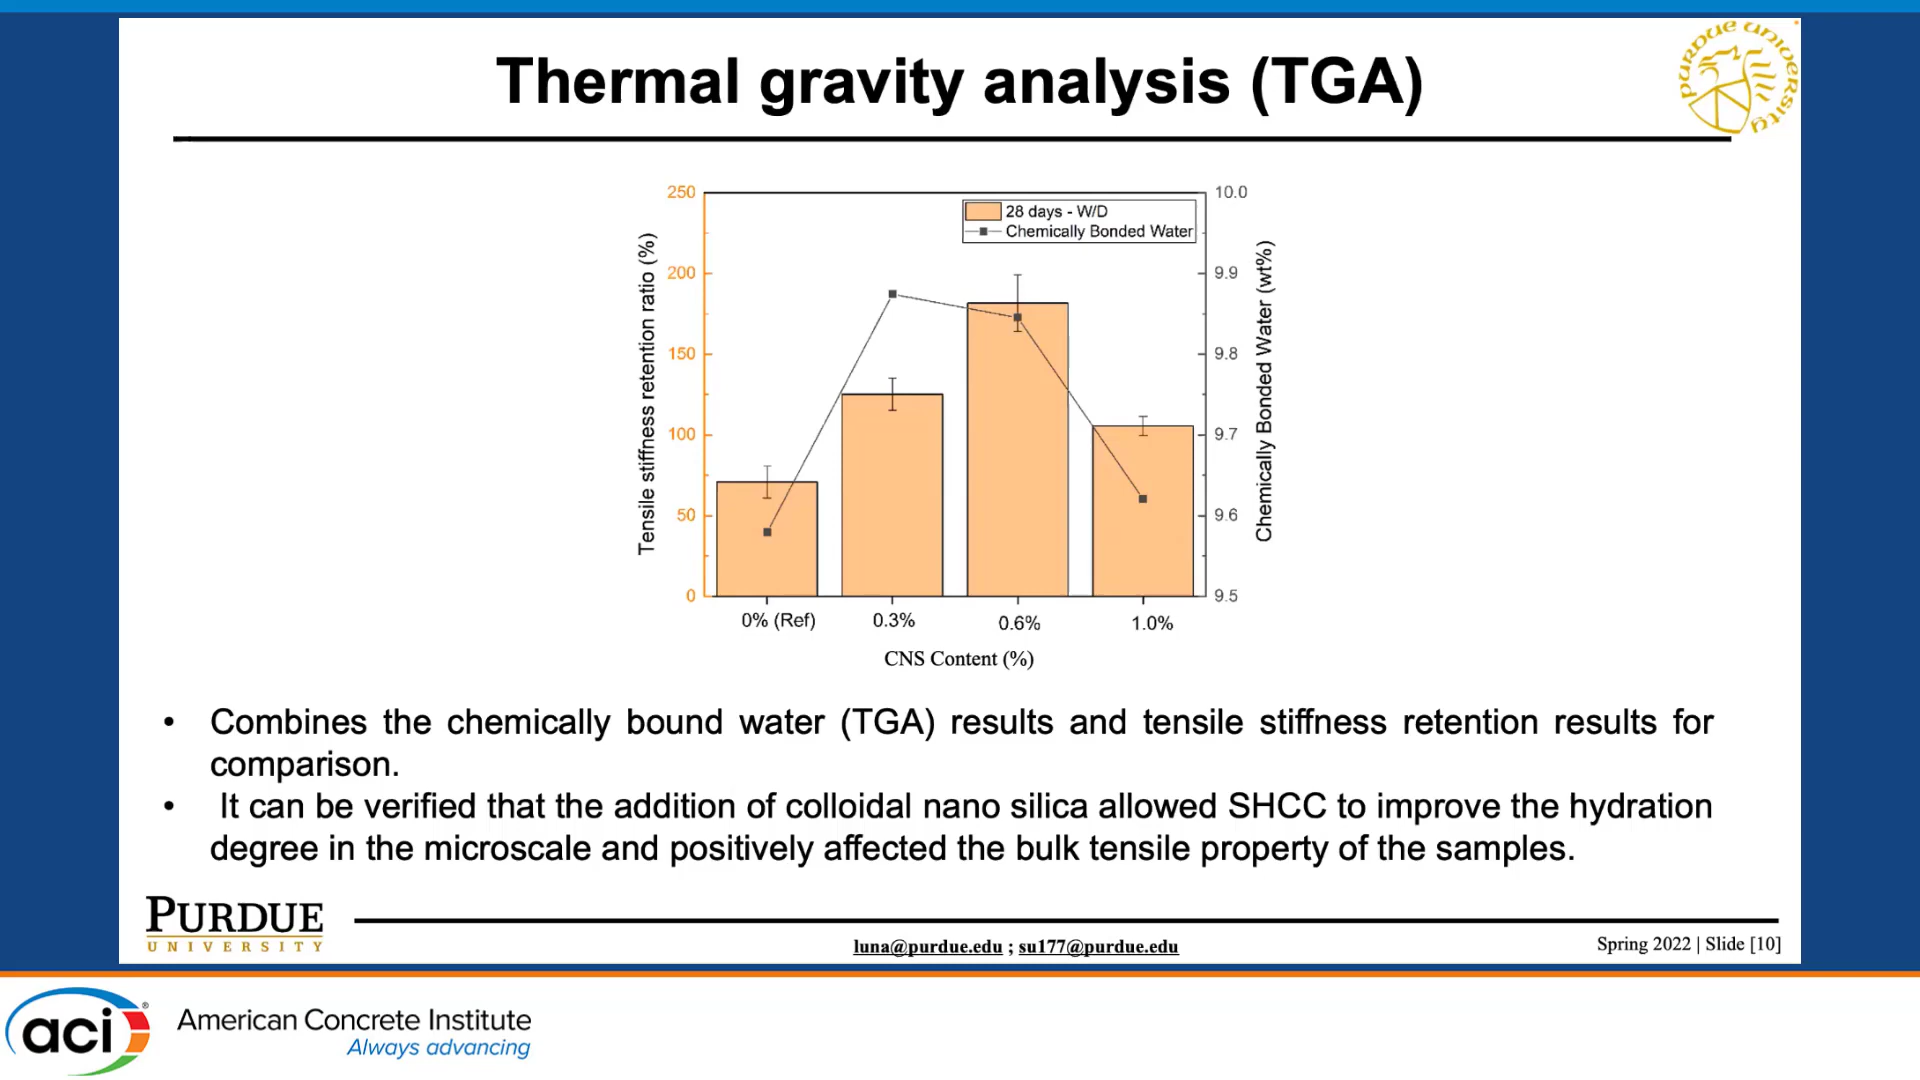 Thermal gravity analysis (TGA)
PURDUE UNIVERSITY
250
200
150
100
50
0
Tensile stiffness retention ratio (%)
28 days - W/D
Chemically Bonded Water
10.0
9.9
9.8
9.7
9.6
9.5
Chemically Bonded Water (wt%)
0% (Ref) 0.3% 0.6% 1.0%
CNS Content (%)
• Combines the chemically bound water (TGA) results and tensile stiffness retention results for
comparison.
• It can be verified that the addition of colloidal nano silica allowed SHCC to improve the hydration
degree in the microscale and positively affected the bulk tensile property of the samples.
PURDUE
UNIVERSITY
luna@purdue.edu ; su177@purdue.edu
Spring 2022 | Slide [10]
aci®
American Concrete Institute
Always advancing